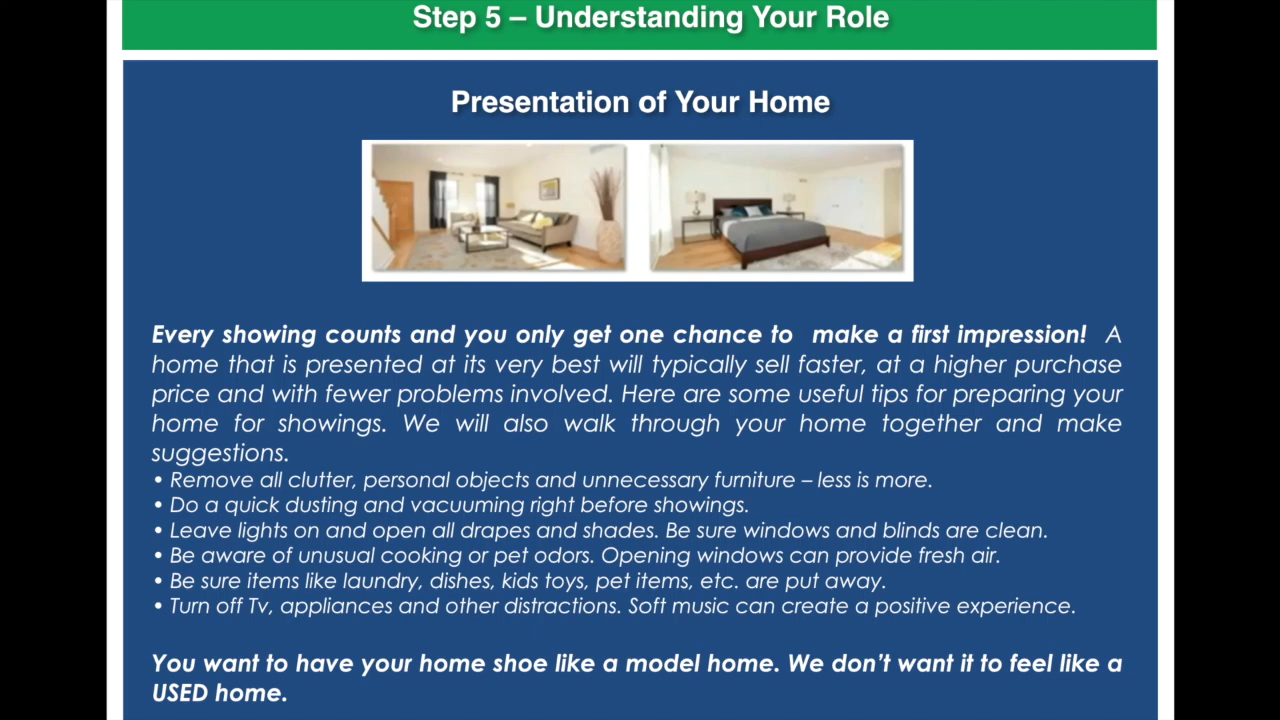 Step 5 – Understanding Your Role
Presentation of Your Home
Every showing counts and you only get one chance to make a first impression! A
home that is presented at its very best will typically sell faster, at a higher purchase
price and with fewer problems involved. Here are some useful tips for preparing your
home for showings. We will also walk through your home together and make
suggestions.
• Remove all clutter, personal objects and unnecessary furniture – less is more.
• Do a quick dusting and vacuuming right before showings.
• Leave lights on and open all drapes and shades. Be sure windows and blinds are clean.
• Be aware of unusual cooking or pet odors. Opening windows can provide fresh air.
• Be sure items like laundry, dishes, kids toys, pet items, etc. are put away.
• Turn off Tv, appliances and other distractions. Soft music can create a positive experience.
You want to have your home shoe like a model home. We don’t want it to feel like a
USED home.